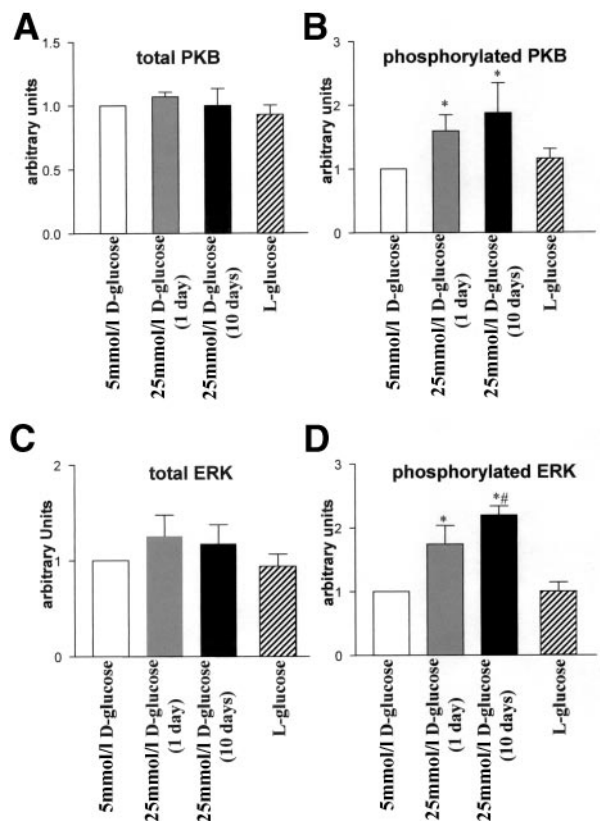 A
total PKB
arbitrary units
1.5
1.0
0.5
0.0
5mmol/l D-glucose
25mmol/l D-glucose
(1 day)
25mmol/l D-glucose
(10 days)
L-glucose
B
phosphorylated PKB
arbitrary units
3
2
1
0
*
*
5mmol/l D-glucose
25mmol/l D-glucose
(1 day)
25mmol/l D-glucose
(10 days)
L-glucose
C
total ERK
arbitrary Units
2
1
0
5mmol/l D-glucose
25mmol/l D-glucose
(1 day)
25mmol/l D-glucose
(10 days)
L-glucose
D
phosphorylated ERK
arbitrary units
3
2
1
0
*
*#
5mmol/l D-glucose
25mmol/l D-glucose
(1 day)
25mmol/l D-glucose
(10 days)
L-glucose